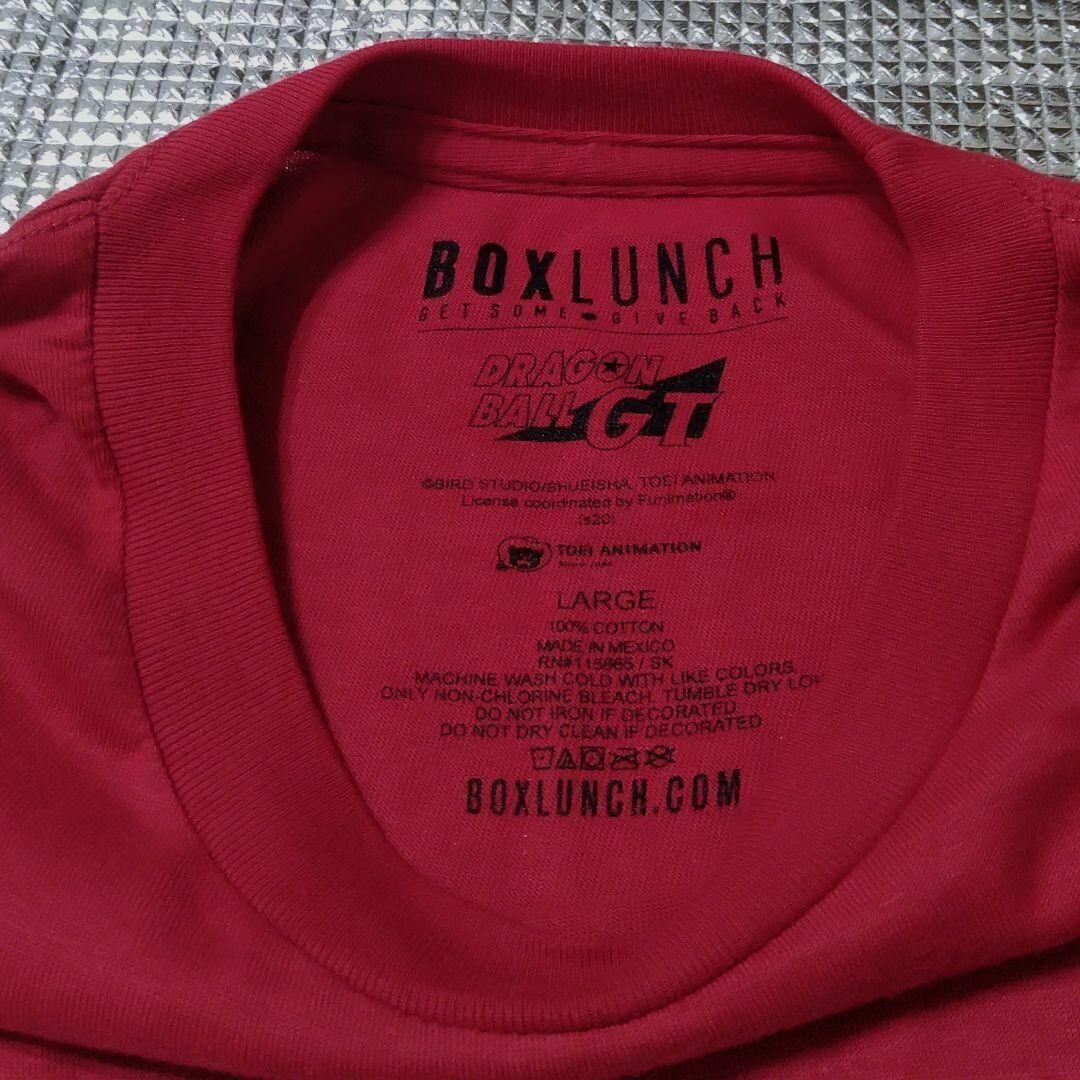 BOXLUNCH
GET SOME GIVE BACK
DRAGON
BALL GT
©BIRD STUDIO/SHUEISHA, TOEI ANIMATION
License coordinated by Funimation®
(s20)
TOEI ANIMATION
LARGE
100% COTTON
MADE IN MEXICO
RN#115665 / SK
MACHINE WASH COLD WITH LIKE COLORS.
ONLY NON-CHLORINE BLEACH. TUMBLE DRY LOW
DO NOT IRON IF DECORATED
DO NOT DRY CLEAN IF DECORATED
BOXLUNCH.COM